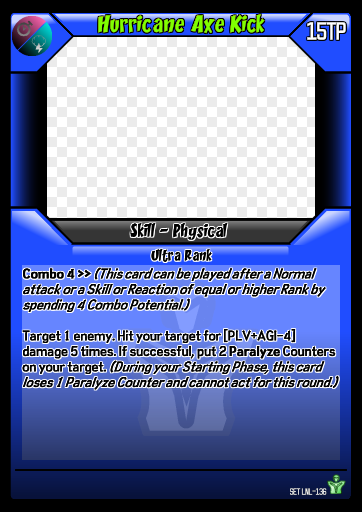 Hurricane Axe Kick
15TP
Skill - Physical
Ultra Rank
Combo 4 >> (This card can be played after a Normal
attack or a Skill or Reaction of equal or higher Rank by
spending 4 Combo Potential.)
Target 1 enemy. Hit your target for [PLV+AGI-4]
damage 5 times. If successful, put 2 Paralyze Counters
on your target. (During your Starting Phase, this card
loses 1 Paralyze Counter and cannot act for this round.)
SET LNL-136